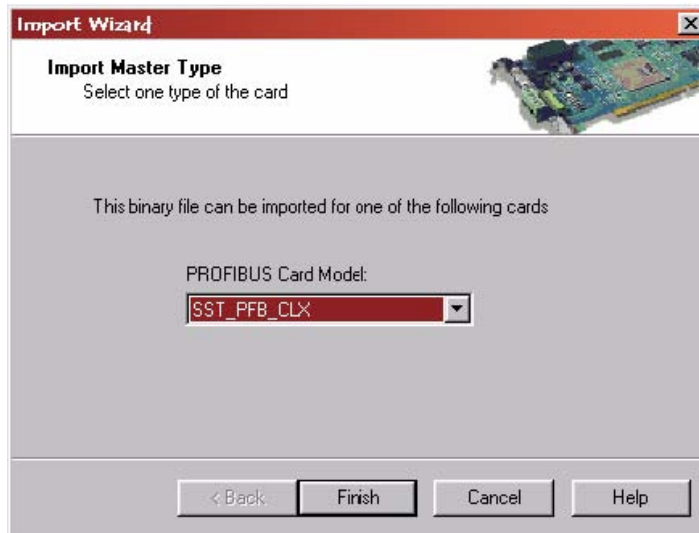 Import Wizard
Import Master Type
Select one type of the card
This binary file can be imported for one of the following cards
PROFIBUS Card Model:
SST_PFB_CLX
< Back
Finish
Cancel
Help